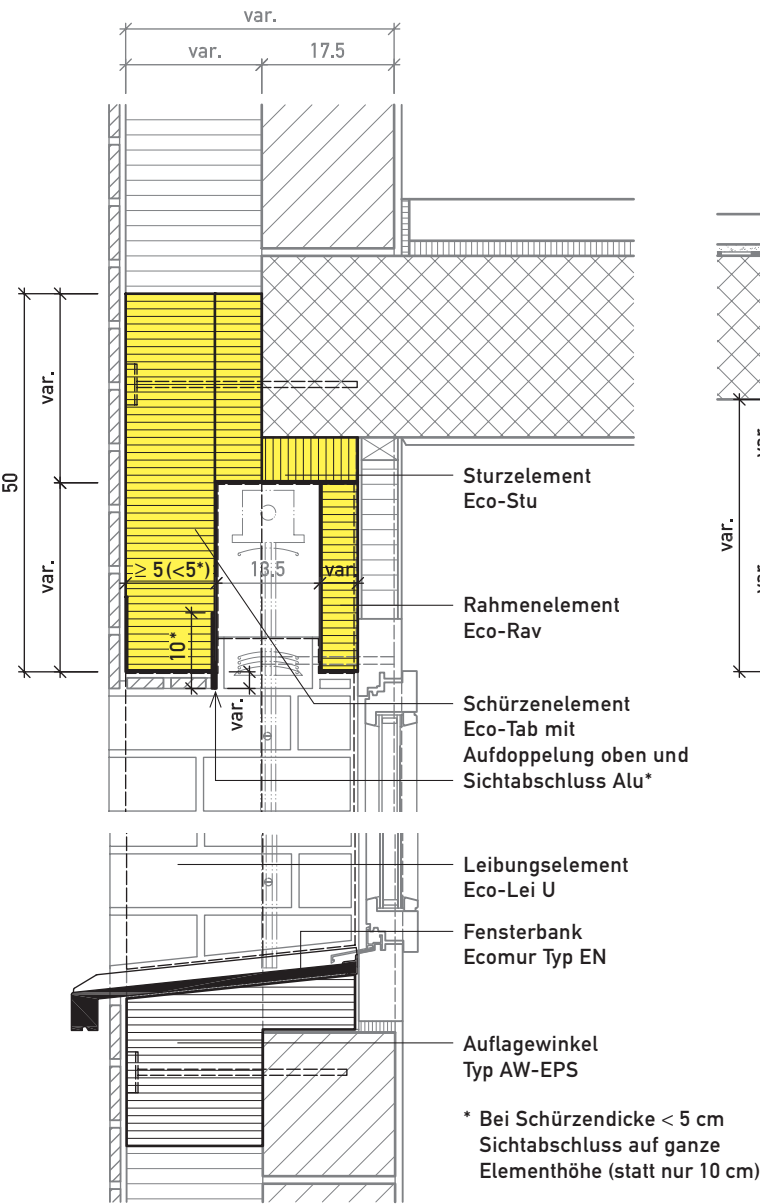 var.
var.
17.5
50
var.
var.
≥ 5 (<5*)
13.5
var.
10*
var.
Sturzelement
Eco-Stu
Rahmenelement
Eco-Rav
Schürzenelement
Eco-Tab mit
Aufdoppelung oben und
Sichtabschluss Alu*
Leibungselement
Eco-Lei U
Fensterbank
Ecomur Typ EN
Auflagewinkel
Typ AW-EPS
* Bei Schürzendicke < 5 cm
Sichtabschluss auf ganze
Elementhöhe (statt nur 10 cm)
var.
var.
var.